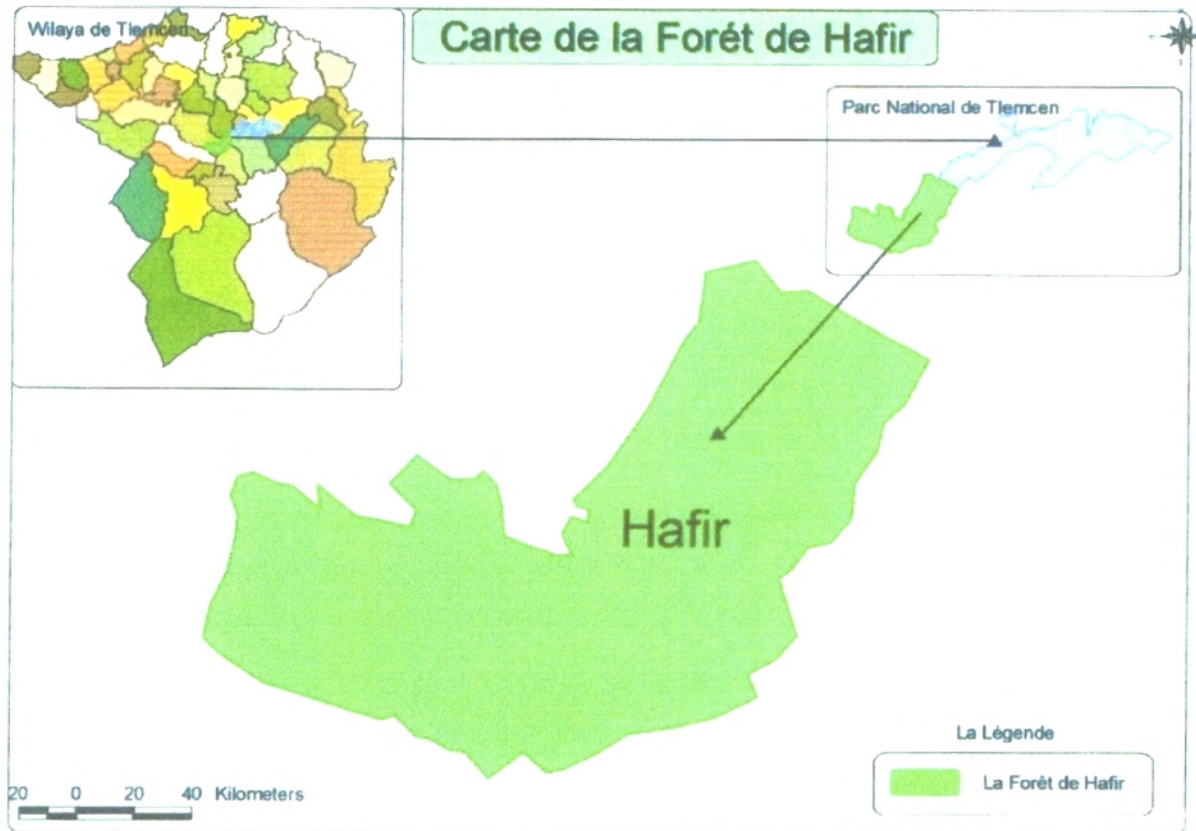 Carte de la Forét de Hafir
Wilaya de Tlemcen
Parc National de Tlemcen
Hafir
La Légende
La Forêt de Hafir
20 0 20 40 Kilometers